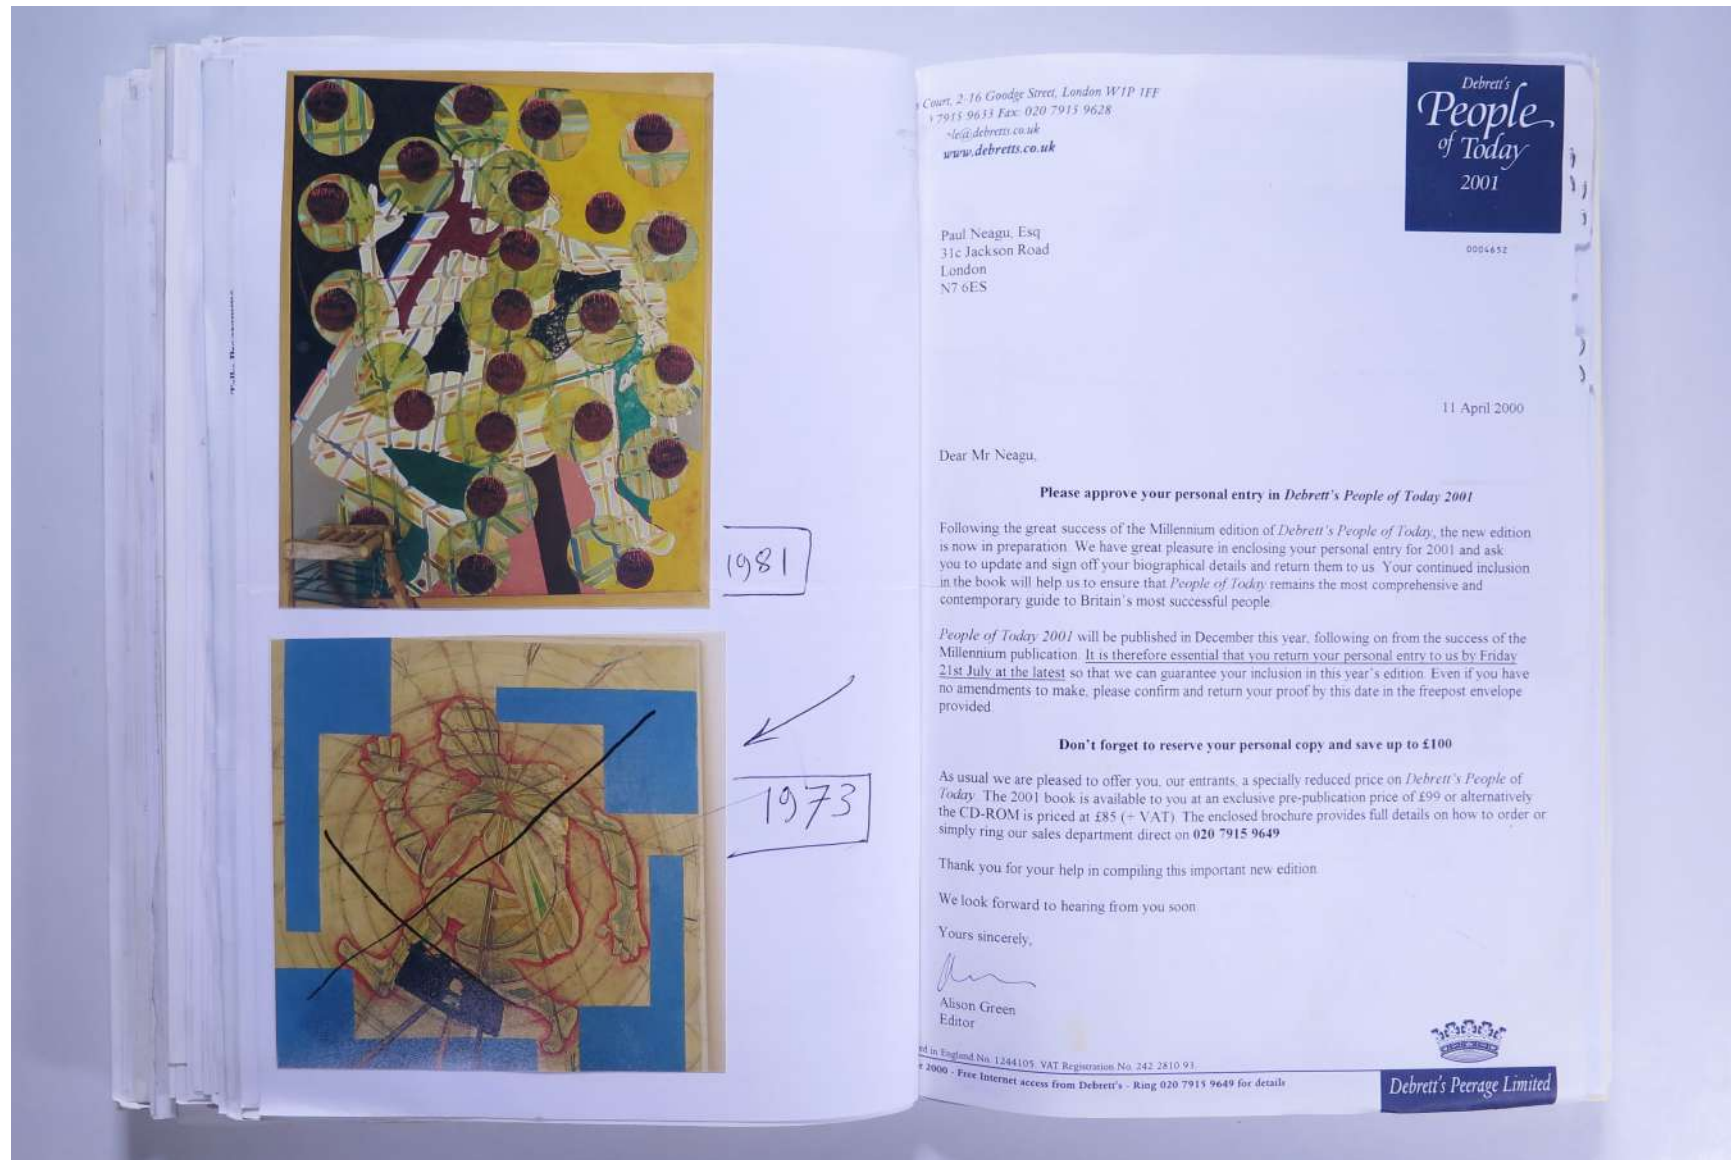 1981
1973
Court, 2-16 Goodge Street, London W1P 1FF
7915 9633 Fax: 020 7915 9628
@debretts.co.uk
www.debretts.co.uk
Debrett's
People
of Today
2001
0004652
Paul Neagu, Esq
31c Jackson Road
London
N7 6ES
11 April 2000
Dear Mr Neagu,
Please approve your personal entry in Debrett's People of Today 2001
Following the great success of the Millennium edition of Debrett's People of Today, the new edition
is now in preparation. We have great pleasure in enclosing your personal entry for 2001 and ask
you to update and sign off your biographical details and return them to us. Your continued inclusion
in the book will help us to ensure that People of Today remains the most comprehensive and
contemporary guide to Britain's most successful people.
People of Today 2001 will be published in December this year, following on from the success of the
Millennium publication. It is therefore essential that you return your personal entry to us by Friday
21st July at the latest so that we can guarantee your inclusion in this year's edition. Even if you have
no amendments to make, please confirm and return your proof by this date in the freepost envelope
provided.
Don't forget to reserve your personal copy and save up to £100
As usual we are pleased to offer you, our entrants, a specially reduced price on Debrett's People of
Today. The 2001 book is available to you at an exclusive pre-publication price of £99 or alternatively
the CD-ROM is priced at £85 (+ VAT). The enclosed brochure provides full details on how to order or
simply ring our sales department direct on 020 7915 9649
Thank you for your help in compiling this important new edition.
We look forward to hearing from you soon.
Yours sincerely,
Alison Green
Editor
in England No. 1244105. VAT Registration No. 242 2810 93.
2000 - Free Internet access from Debrett's - Ring 020 7915 9649 for details
Debrett's Peerage Limited